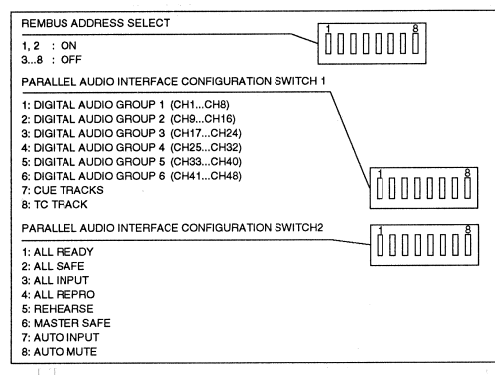 REMBUS ADDRESS SELECT
1 8
1, 2 : ON
3...8 : OFF
PARALLEL AUDIO INTERFACE CONFIGURATION SWITCH 1
1: DIGITAL AUDIO GROUP 1 (CH1...CH8)
2: DIGITAL AUDIO GROUP 2 (CH9...CH16)
3: DIGITAL AUDIO GROUP 3 (CH17...CH24)
4: DIGITAL AUDIO GROUP 4 (CH25...CH32)
5: DIGITAL AUDIO GROUP 5 (CH33...CH40)
6: DIGITAL AUDIO GROUP 6 (CH41...CH48)
1 8
7: CUE TRACKS
8: TC TRACK
PARALLEL AUDIO INTERFACE CONFIGURATION SWITCH2
1 8
1: ALL READY
2: ALL SAFE
3: ALL INPUT
4: ALL REPRO
5: REHEARSE
6: MASTER SAFE
7: AUTO INPUT
8: AUTO MUTE